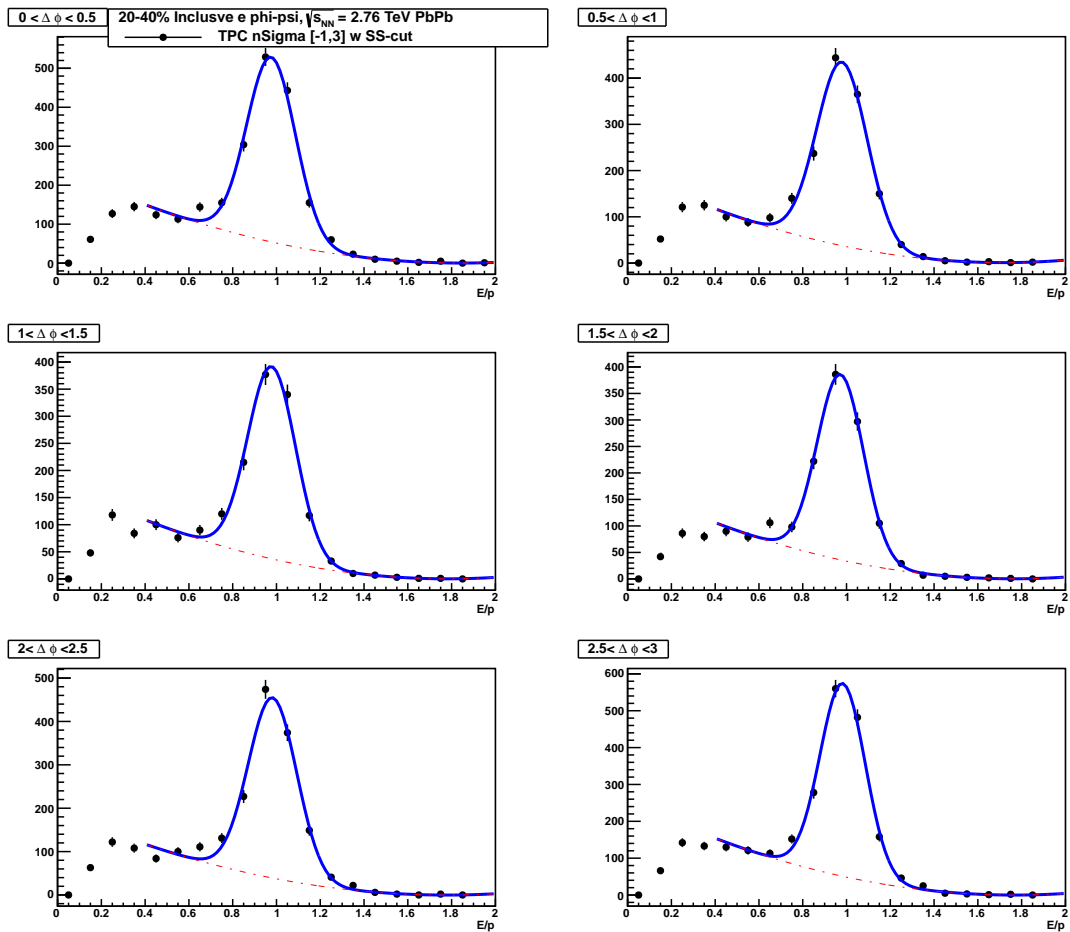 0 < Δ ϕ < 0.5
20-40% Inclusve e phi-psi, √s_NN = 2.76 TeV PbPb
TPC nSigma [-1,3] w SS-cut
500
400
300
200
100
0
0 0.2 0.4 0.6 0.8 1 1.2 1.4 1.6 1.8 2
E/p
0.5< Δ ϕ <1
400
300
200
100
0
0 0.2 0.4 0.6 0.8 1 1.2 1.4 1.6 1.8 2
E/p
1< Δ ϕ <1.5
400
350
300
250
200
150
100
50
0
0 0.2 0.4 0.6 0.8 1 1.2 1.4 1.6 1.8 2
E/p
1.5< Δ ϕ <2
400
350
300
250
200
150
100
50
0
0 0.2 0.4 0.6 0.8 1 1.2 1.4 1.6 1.8 2
E/p
2< Δ ϕ <2.5
500
400
300
200
100
0
0 0.2 0.4 0.6 0.8 1 1.2 1.4 1.6 1.8 2
E/p
2.5< Δ ϕ <3
600
500
400
300
200
100
0
0 0.2 0.4 0.6 0.8 1 1.2 1.4 1.6 1.8 2
E/p